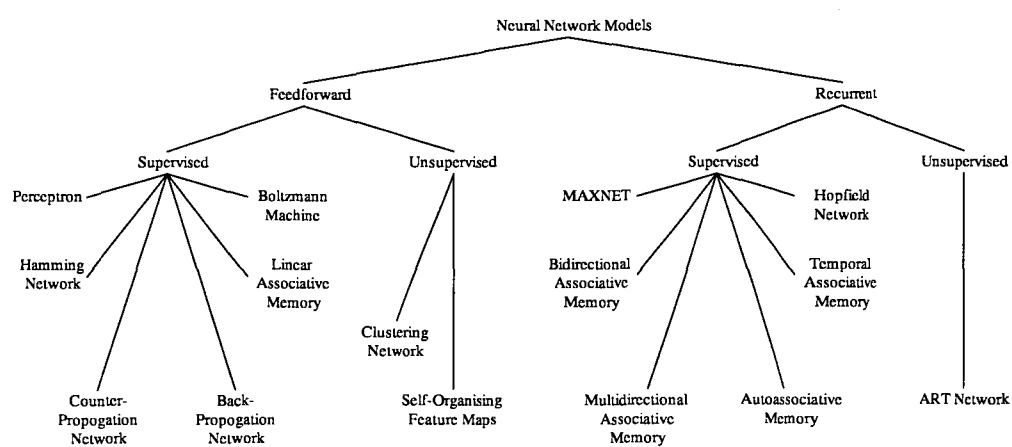 Neural Network Models
Feedforward
Recurrent
Supervised
Unsupervised
Supervised
Unsupervised
Perceptron
Boltzmann
Machine
MAXNET
Hopfield
Network
Hamming
Network
Linear
Associative
Memory
Bidirectional
Associative
Memory
Temporal
Associative
Memory
Clustering
Network
Counter-
Propogation
Network
Back-
Propogation
Network
Self-Organising
Feature Maps
Multidirectional
Associative
Memory
Autoassociative
Memory
ART Network